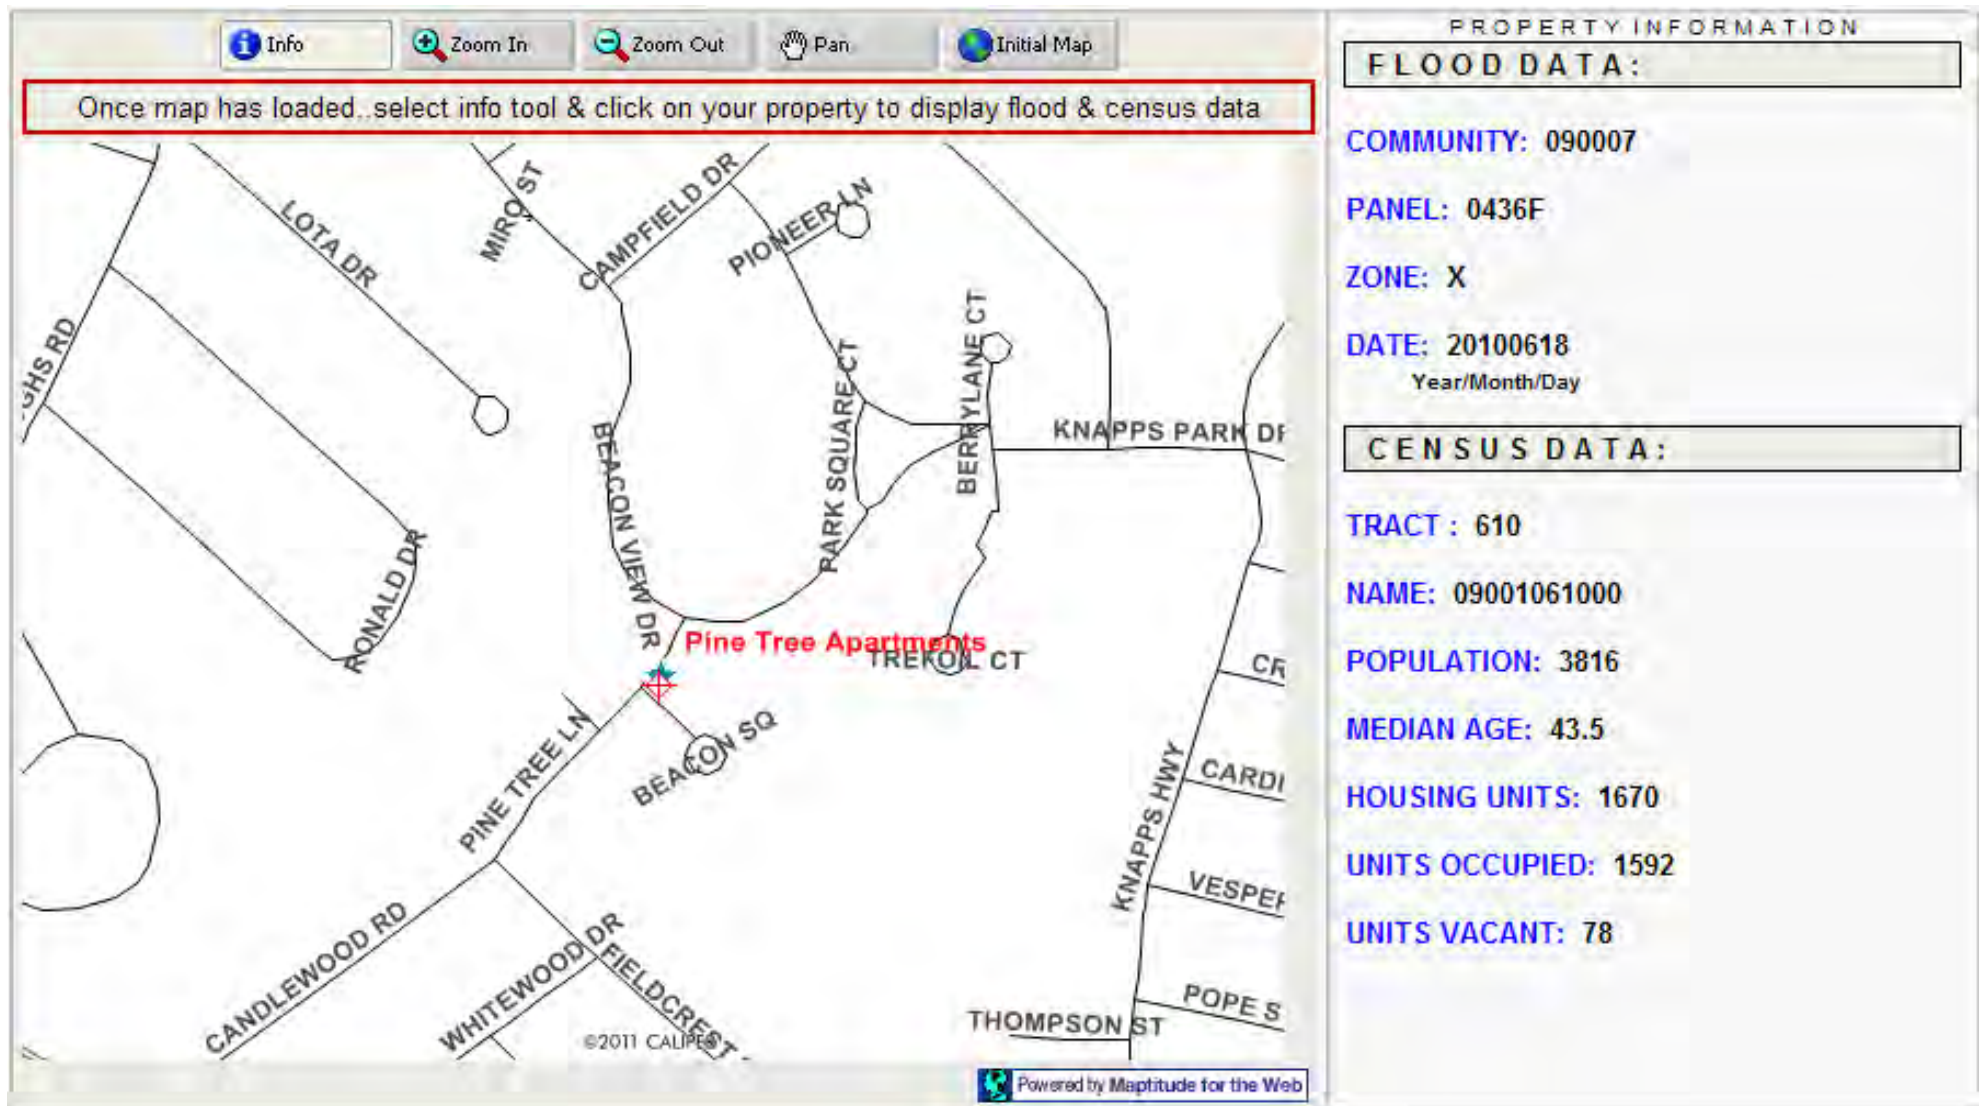 Info
Zoom In
Zoom Out
Pan
Initial Map
Once map has loaded..select info tool & click on your property to display flood & census data
LOTA DR
MIRO ST
CAMPFIELD DR
PIONEER LN
GHS RD
BEACON VIEW DR
PARK SQUARE CT
BERRYLANE CT
KNAPPS PARK DR
RONALD DR
Pine Tree Apartments
TREFOIL CT
CR
PINE TREE LN
BEACON SQ
KNAPPS HWY
CARDI
VESPER
CANDLEWOOD RD
WHITEWOOD DR
FIELDCREST
POPE S
THOMPSON ST
©2011 CALIPER
Powered by Maptitude for the Web
PROPERTY INFORMATION
FLOOD DATA:
COMMUNITY: 090007
PANEL: 0436F
ZONE: X
DATE: 20100618
Year/Month/Day
CENSUS DATA:
TRACT : 610
NAME: 09001061000
POPULATION: 3816
MEDIAN AGE: 43.5
HOUSING UNITS: 1670
UNITS OCCUPIED: 1592
UNITS VACANT: 78